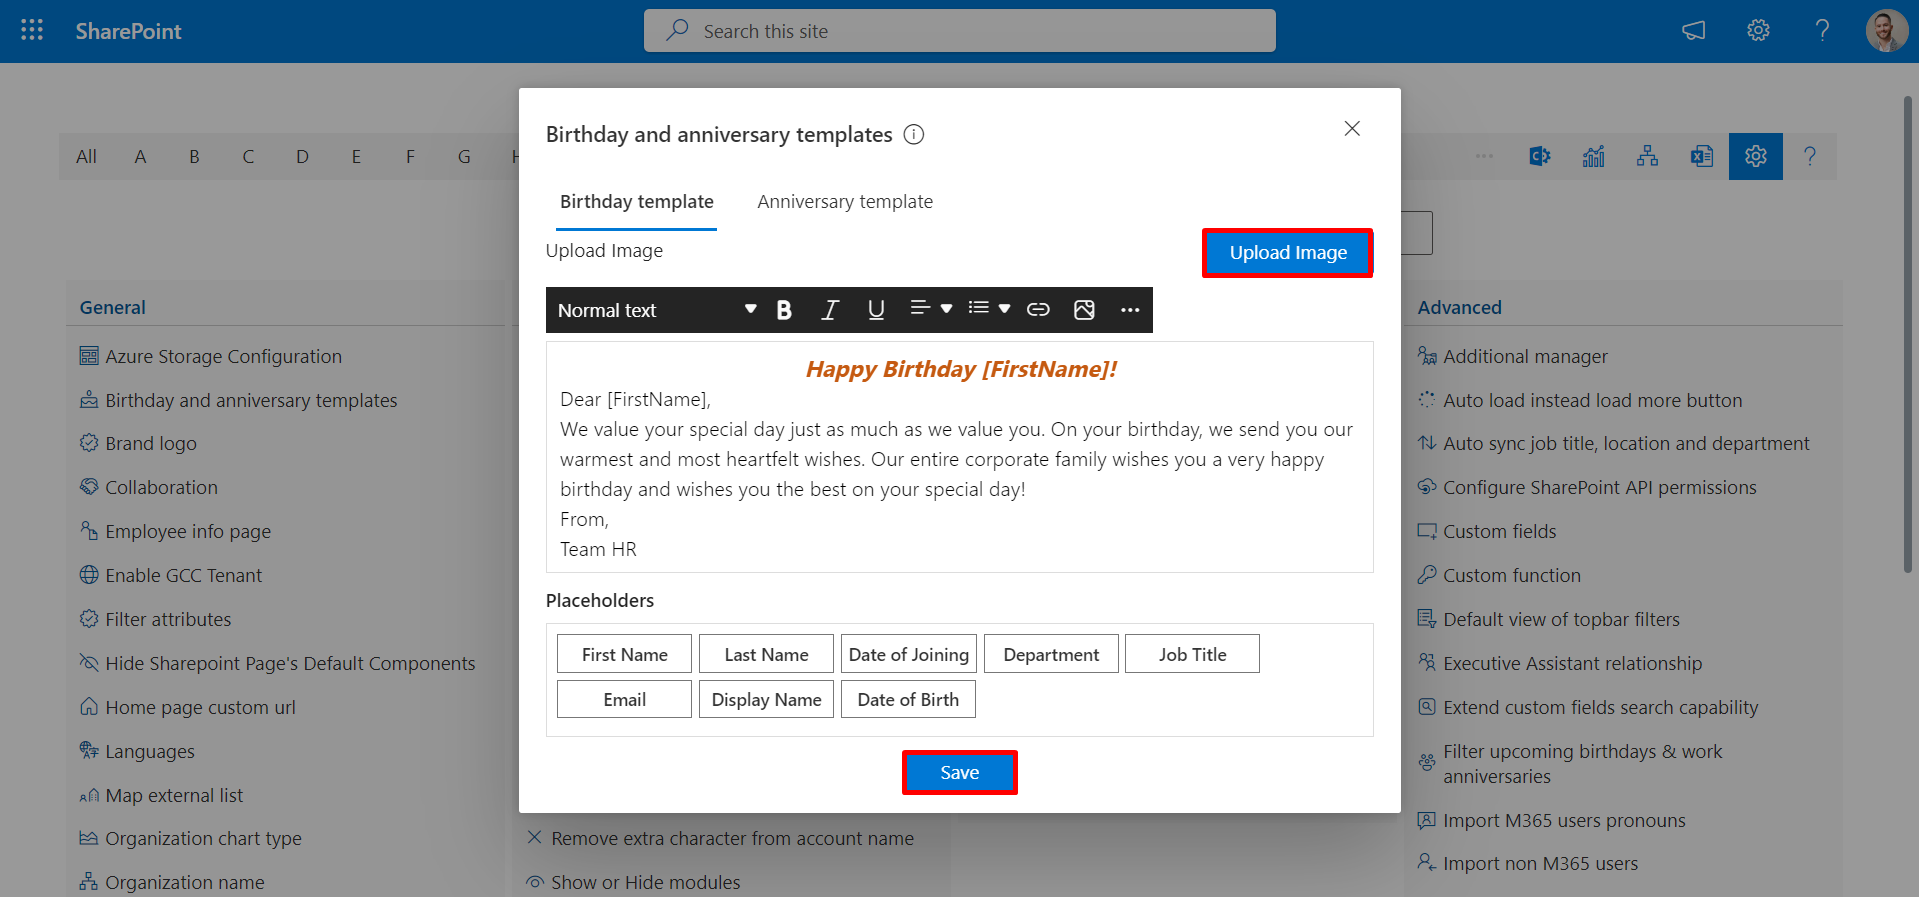 SharePoint
Search this site
All A B C D E F G H
Birthday and anniversary templates
Birthday template Anniversary template
Upload Image
Upload Image
Normal text
Happy Birthday [FirstName]!
Dear [FirstName],
We value your special day just as much as we value you. On your birthday, we send you our
warmest and most heartfelt wishes. Our entire corporate family wishes you a very happy
birthday and wishes you the best on your special day!
From,
Team HR
Placeholders
First Name Last Name Date of Joining Department Job Title
Email Display Name Date of Birth
Save
General
Azure Storage Configuration
Birthday and anniversary templates
Brand logo
Collaboration
Employee info page
Enable GCC Tenant
Filter attributes
Hide Sharepoint Page's Default Components
Home page custom url
Languages
Map external list
Organization chart type
Organization name
Remove extra character from account name
Show or Hide modules
Advanced
Additional manager
Auto load instead load more button
Auto sync job title, location and department
Configure SharePoint API permissions
Custom fields
Custom function
Default view of topbar filters
Executive Assistant relationship
Extend custom fields search capability
Filter upcoming birthdays & work
anniversaries
Import M365 users pronouns
Import non M365 users